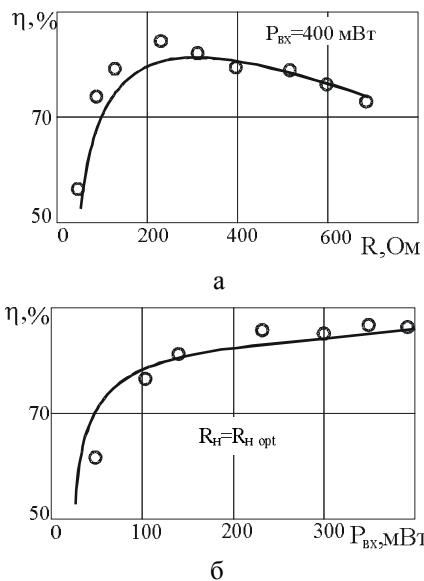 η,%
Pвх=400 мВт
70
50
0 200 400 600
R,Ом
а
η,%
70
Rн=Rн opt
50
0 100 200 300
Pвх,мВт
б